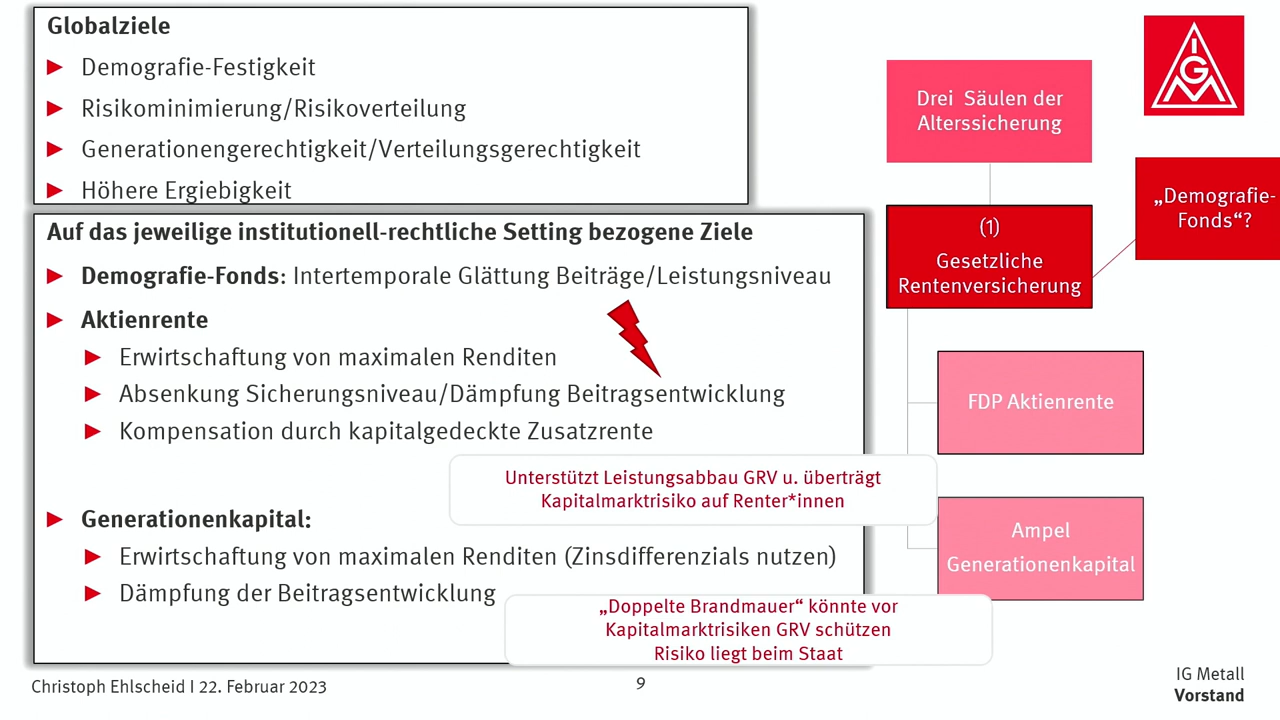 Globalziele
Demografie-Festigkeit
Risikominimierung/Risikoverteilung
Generationengerechtigkeit/Verteilungsgerechtigkeit
Höhere Ergiebigkeit
Auf das jeweilige institutionell-rechtliche Setting bezogene Ziele
Demografie-Fonds: Intertemporale Glättung Beiträge/Leistungsniveau
Aktienrente
Erwirtschaftung von maximalen Renditen
Absenkung Sicherungsniveau/Dämpfung Beitragsentwicklung
Kompensation durch kapitalgedeckte Zusatzrente
Unterstützt Leistungsabbau GRV u. überträgt
Kapitalmarktrisiko auf Renter*innen
Generationenkapital:
Erwirtschaftung von maximalen Renditen (Zinsdifferenzials nutzen)
Dämpfung der Beitragsentwicklung
„Doppelte Brandmauer“ könnte vor
Kapitalmarktrisiken GRV schützen
Risiko liegt beim Staat
Drei Säulen der
Alterssicherung
(1)
Gesetzliche
Rentenversicherung
„Demografie-
Fonds“?
FDP Aktienrente
Ampel
Generationenkapital
IGM
Christoph Ehlscheid I 22. Februar 2023
9
IG Metall
Vorstand